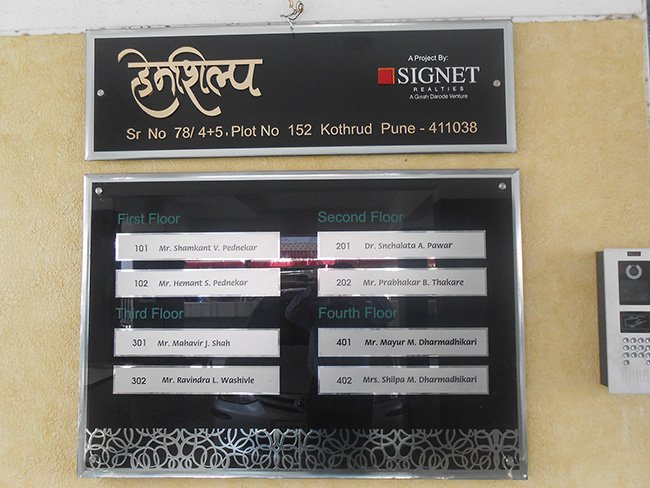 हेमशिल्प
A Project By:
SIGNET
REALTIES
A Girish Darode Venture
Sr No 78/ 4+5, Plot No 152 Kothrud Pune - 411038
First Floor
101 Mr. Shamkant V. Pednekar
102 Mr. Hemant S. Pednekar
Second Floor
201 Dr. Snehalata A. Pawar
202 Mr. Prabhakar B. Thakare
Third Floor
301 Mr. Mahavir J. Shah
302 Mr. Ravindra L. Washivle
Fourth Floor
401 Mr. Mayur M. Dharmadhikari
402 Mrs. Shilpa M. Dharmadhikari